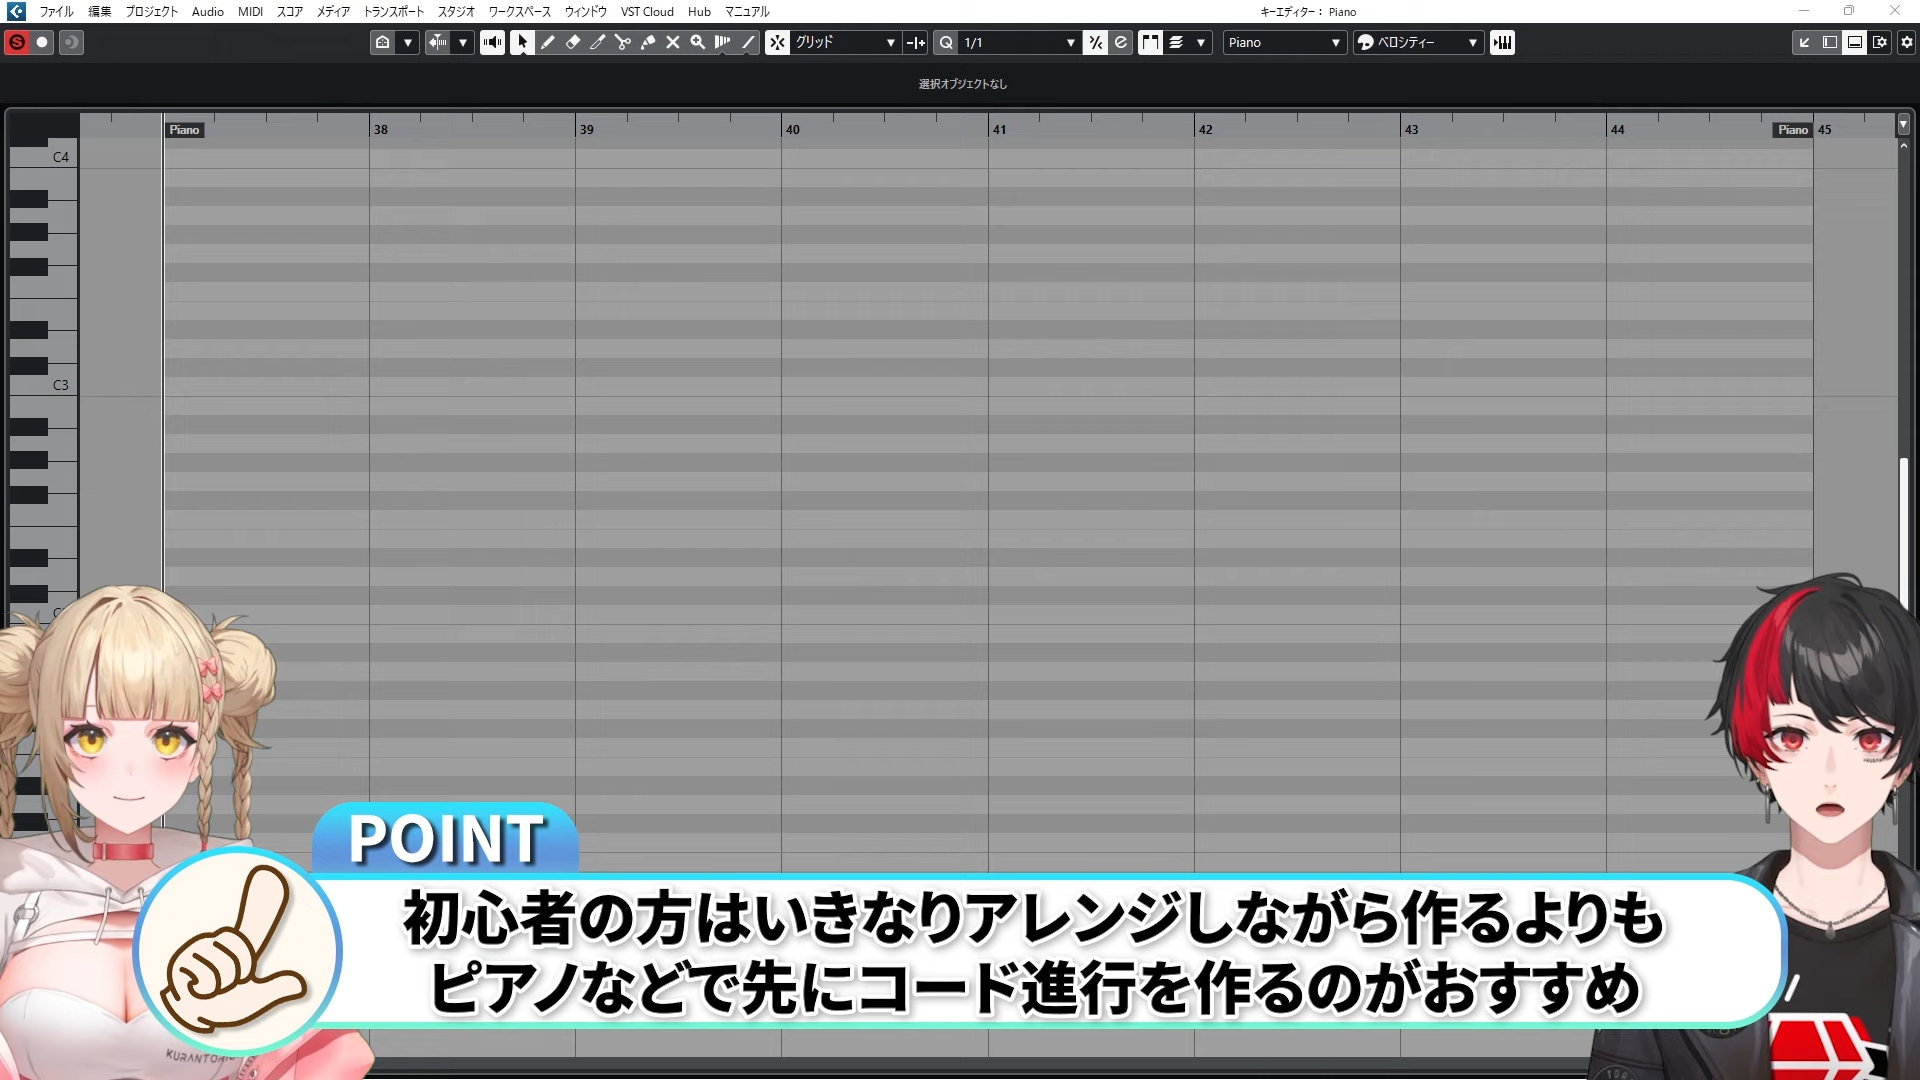 ファイル 編集 プロジェクト Audio MIDI スコア メディア トランスポート スタジオ ワークスペース ウィンドウ VST Cloud Hub マニュアル キーエディター： Piano
S グリッド Q 1/1 e Piano ベロシティー
選択オブジェクトなし
Piano 38 39 40 41 42 43 44 Piano 45
C4
C3
POINT
初心者の方はいきなりアレンジしながら作るよりも
ピアノなどで先にコード進行を作るのがおすすめ